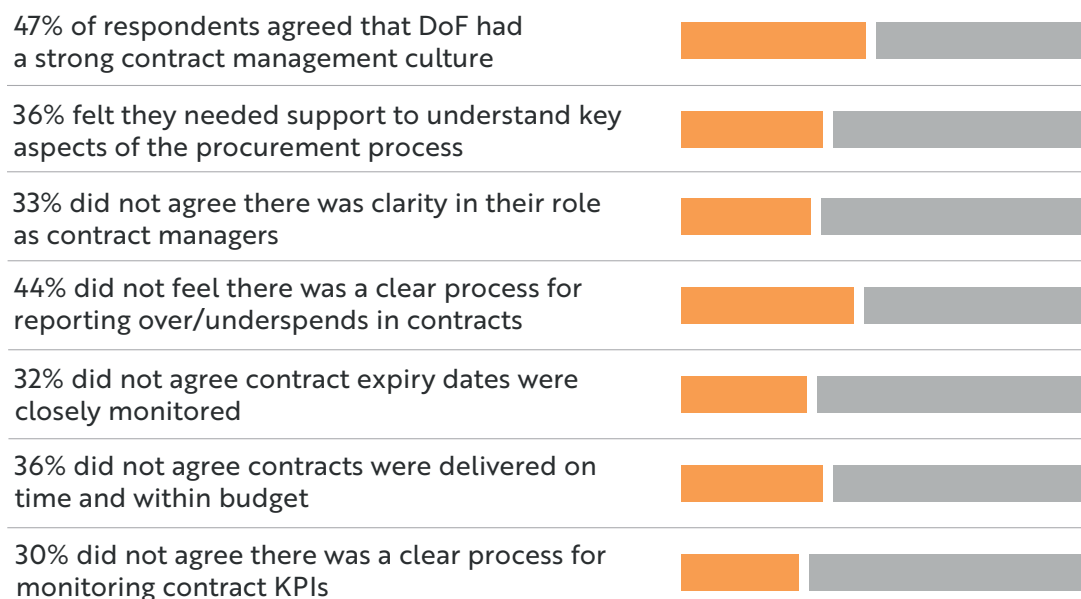 47% of respondents agreed that DoF had
a strong contract management culture
36% felt they needed support to understand key
aspects of the procurement process
33% did not agree there was clarity in their role
as contract managers
44% did not feel there was a clear process for
reporting over/underspends in contracts
32% did not agree contract expiry dates were
closely monitored
36% did not agree contracts were delivered on
time and within budget
30% did not agree there was a clear process for
monitoring contract KPIs